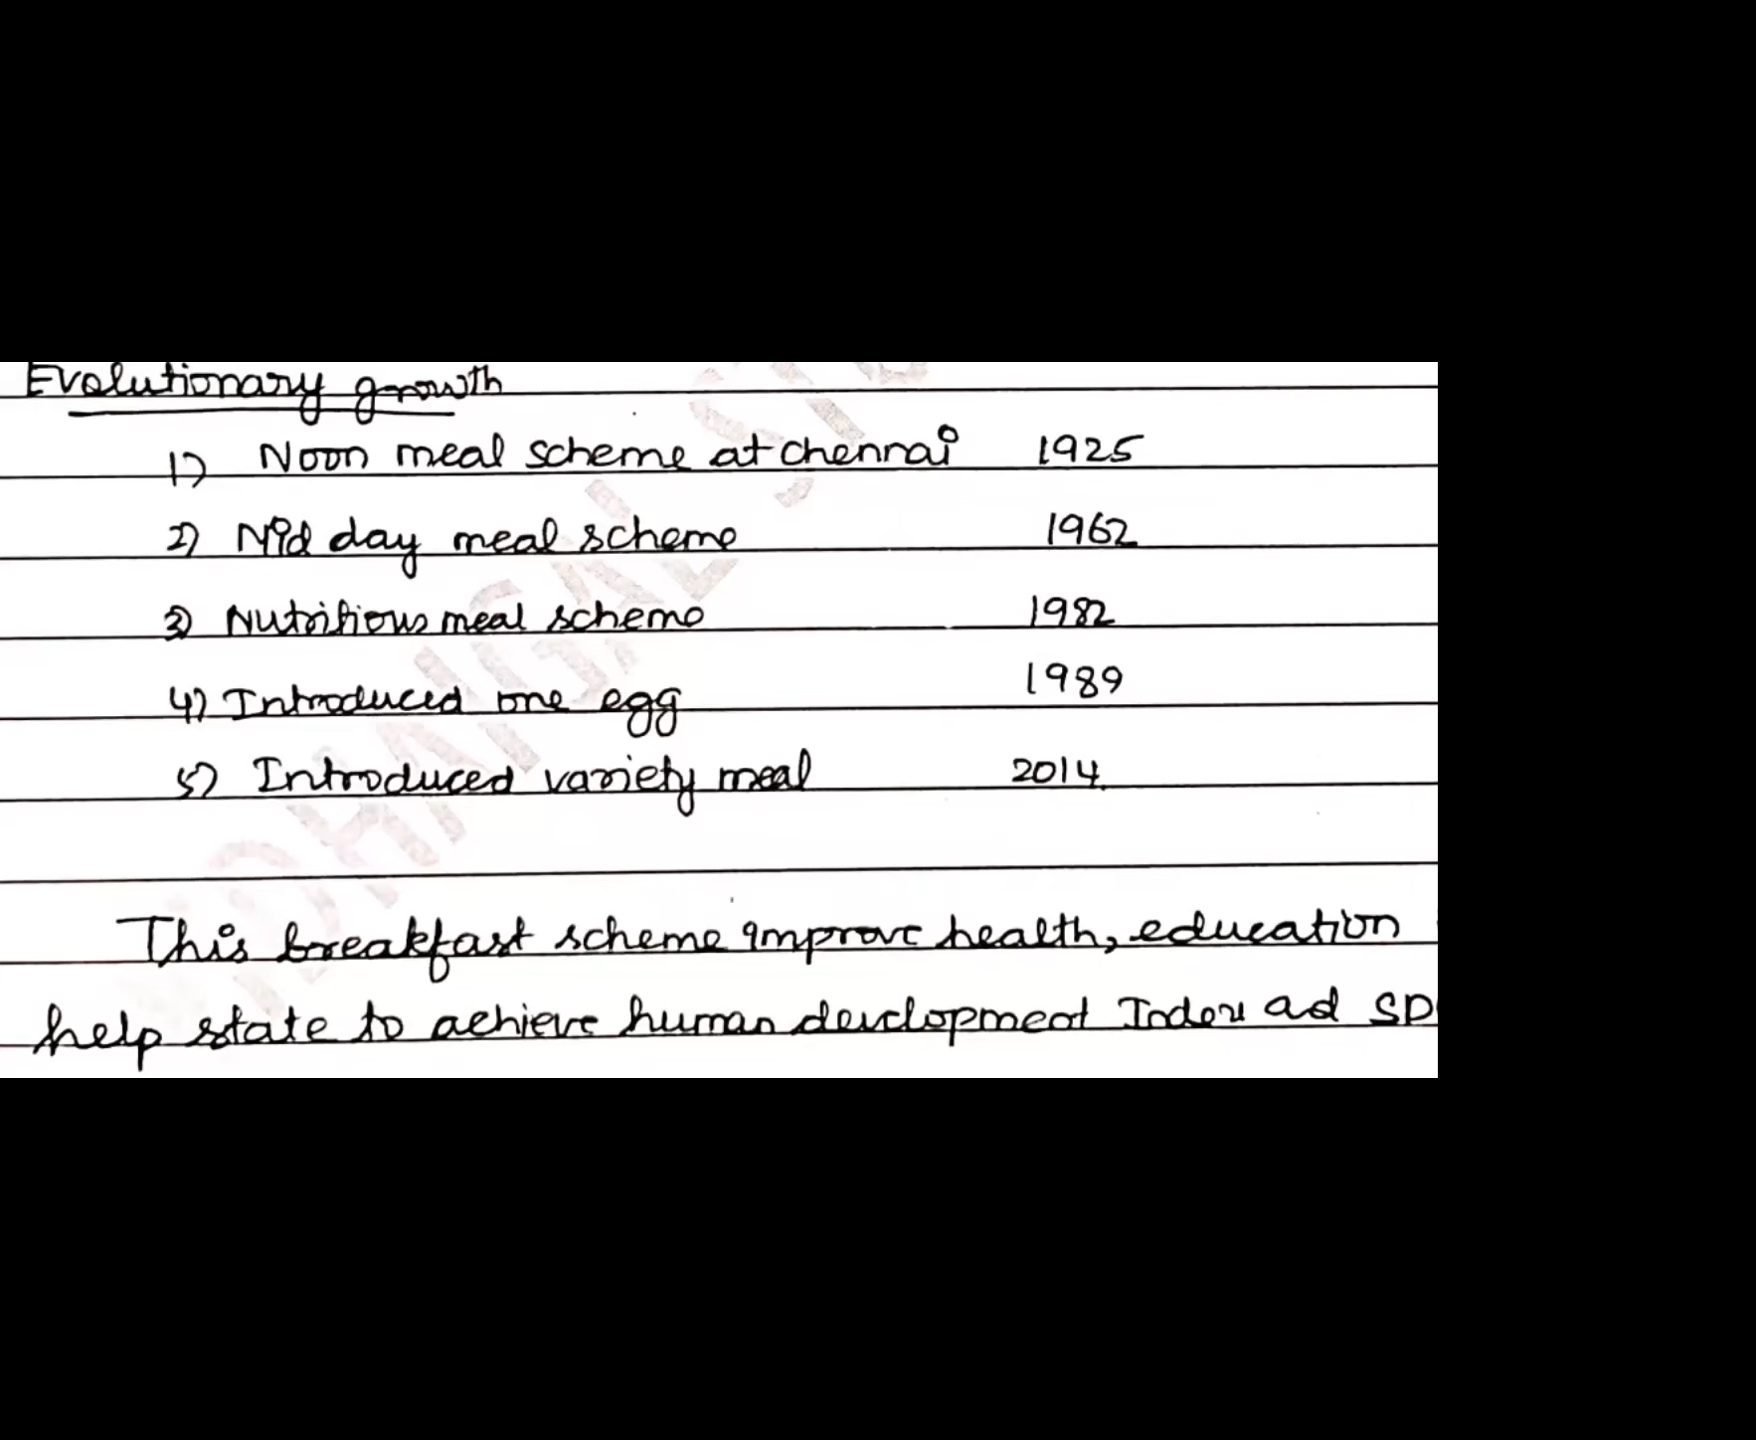 Evolutionary growth
1) Noon meal scheme at chennai 1925
2) Mid day meal scheme 1962
3) Nutritious meal scheme 1982
4) Introduced one egg 1989
5) Introduced variety meal 2014.
This breakfast scheme improve health, education
help state to achieve human development Index ad SD